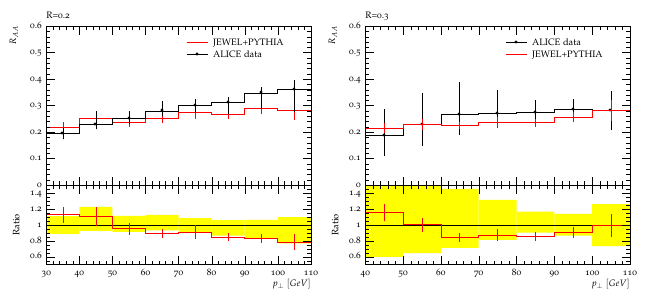 R=0.2
R_AA
JEWEL+PYTHIA
ALICE data
0.6
0.5
0.4
0.3
0.2
0.1
0
Ratio
1.4
1.2
1
0.8
0.6
30 40 50 60 70 80 90 100 110
p⊥ [GeV]
R=0.3
R_AA
ALICE data
JEWEL+PYTHIA
0.6
0.5
0.4
0.3
0.2
0.1
0
Ratio
1.4
1.2
1
0.8
0.6
40 50 60 70 80 90 100 110
p⊥ [GeV]